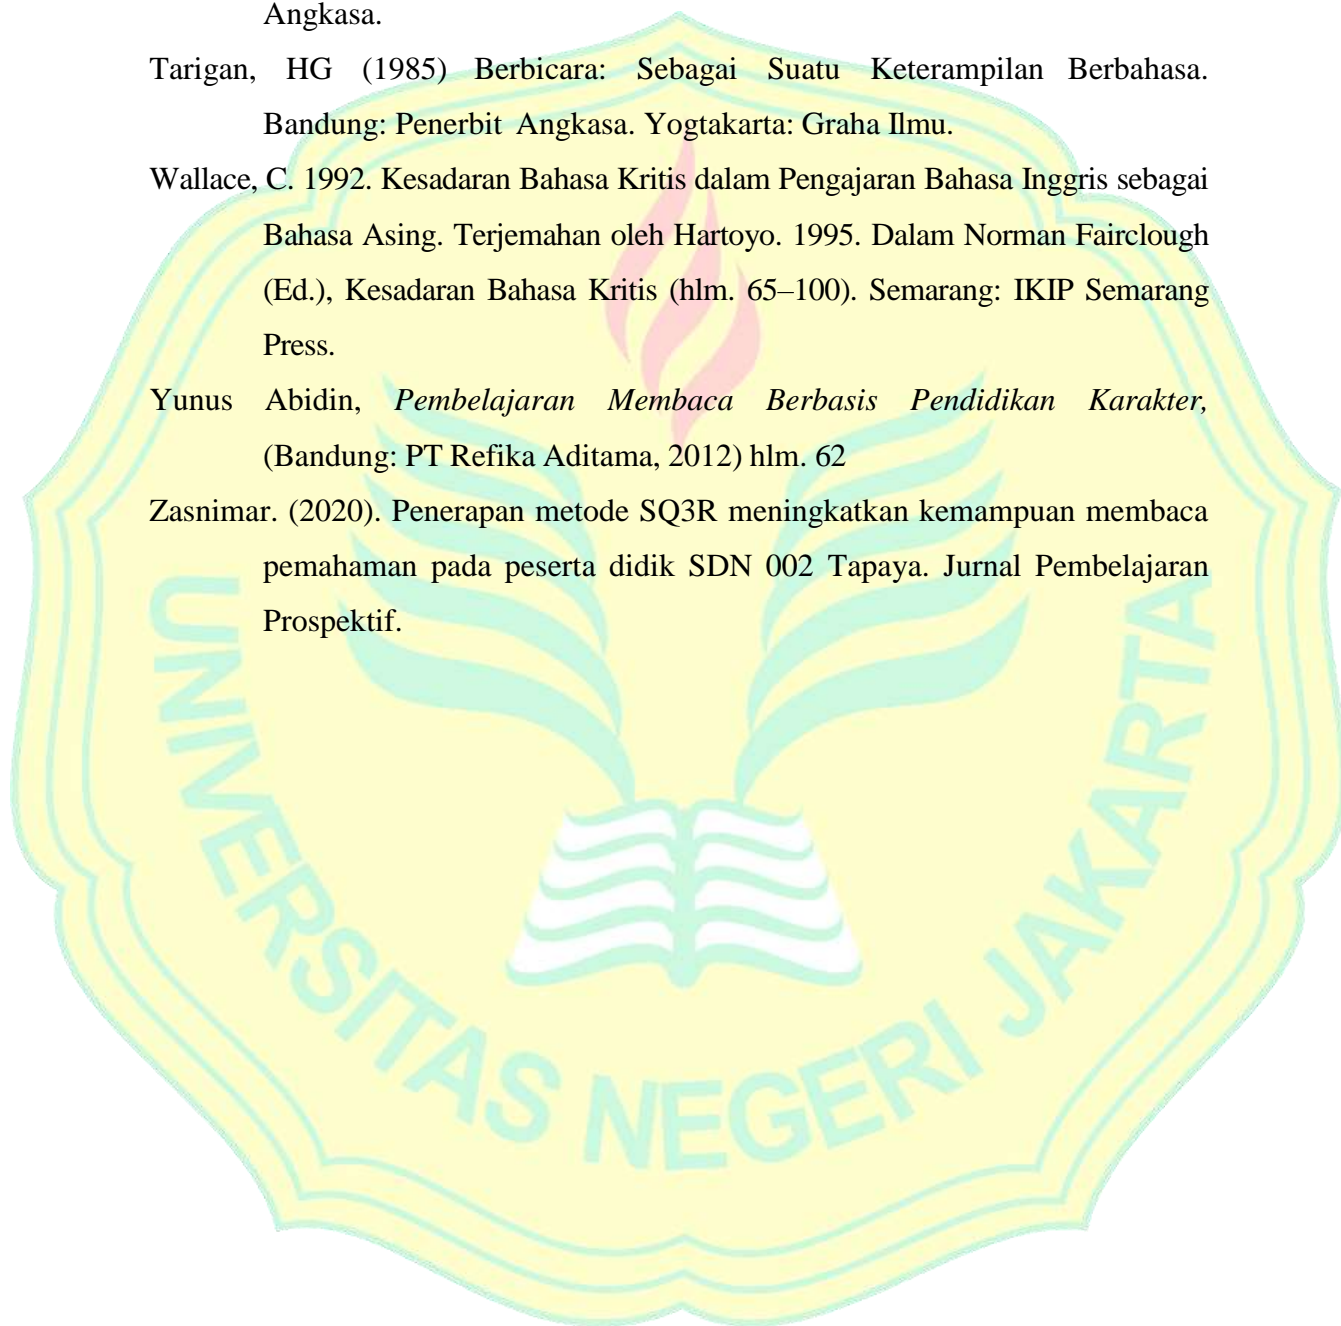 Angkasa.
Tarigan, HG (1985) Berbicara: Sebagai Suatu Keterampilan Berbahasa.
Bandung: Penerbit Angkasa. Yogtakarta: Graha Ilmu.
Wallace, C. 1992. Kesadaran Bahasa Kritis dalam Pengajaran Bahasa Inggris sebagai
Bahasa Asing. Terjemahan oleh Hartoyo. 1995. Dalam Norman Fairclough
(Ed.), Kesadaran Bahasa Kritis (hlm. 65–100). Semarang: IKIP Semarang
Press.
Yunus Abidin, Pembelajaran Membaca Berbasis Pendidikan Karakter,
(Bandung: PT Refika Aditama, 2012) hlm. 62
Zasnimar. (2020). Penerapan metode SQ3R meningkatkan kemampuan membaca
pemahaman pada peserta didik SDN 002 Tapaya. Jurnal Pembelajaran
Prospektif.
UNIVERSITAS NEGERI JAKARTA